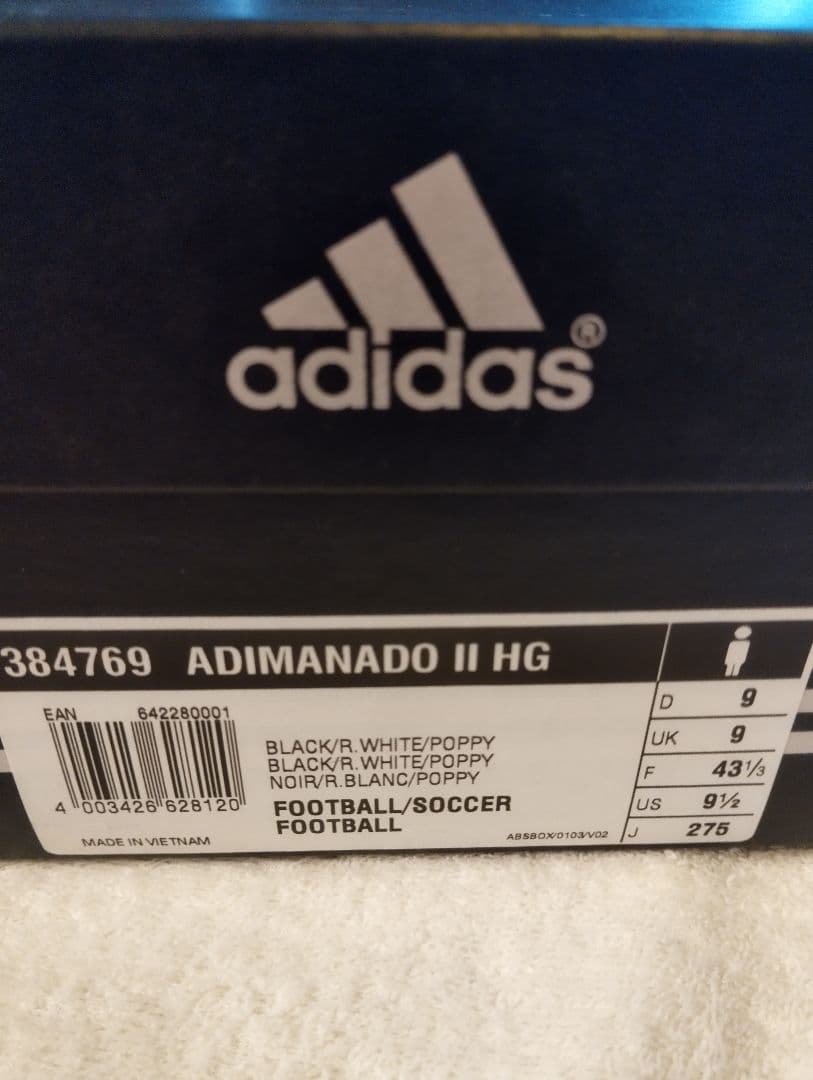 adidas®
384769 ADIMANADO II HG
EAN 642280001
4 003426 628120
MADE IN VIETNAM
BLACK/R.WHITE/POPPY
BLACK/R.WHITE/POPPY
NOIR/R.BLANC/POPPY
FOOTBALL/SOCCER
FOOTBALL
ABSBOX/0103/V02
D 9
UK 9
F 43⅓
US 9½
J 275